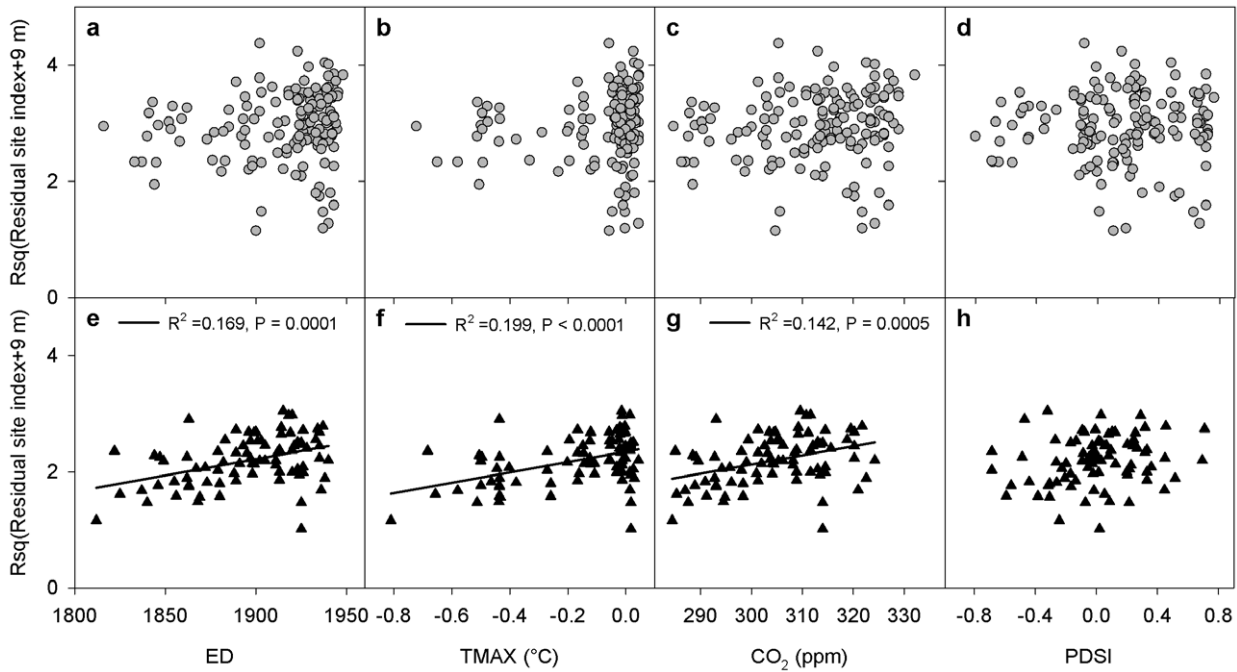 a b c d
Rsq(Residual site index+9 m)
4
2
0
e R² =0.169, P = 0.0001 f R² =0.199, P < 0.0001 g R² =0.142, P = 0.0005 h
Rsq(Residual site index+9 m)
4
2
0
1800 1850 1900 1950 -0.8 -0.6 -0.4 -0.2 0.0 290 300 310 320 330 -0.8 -0.4 0.0 0.4 0.8
ED TMAX (°C) CO₂ (ppm) PDSI